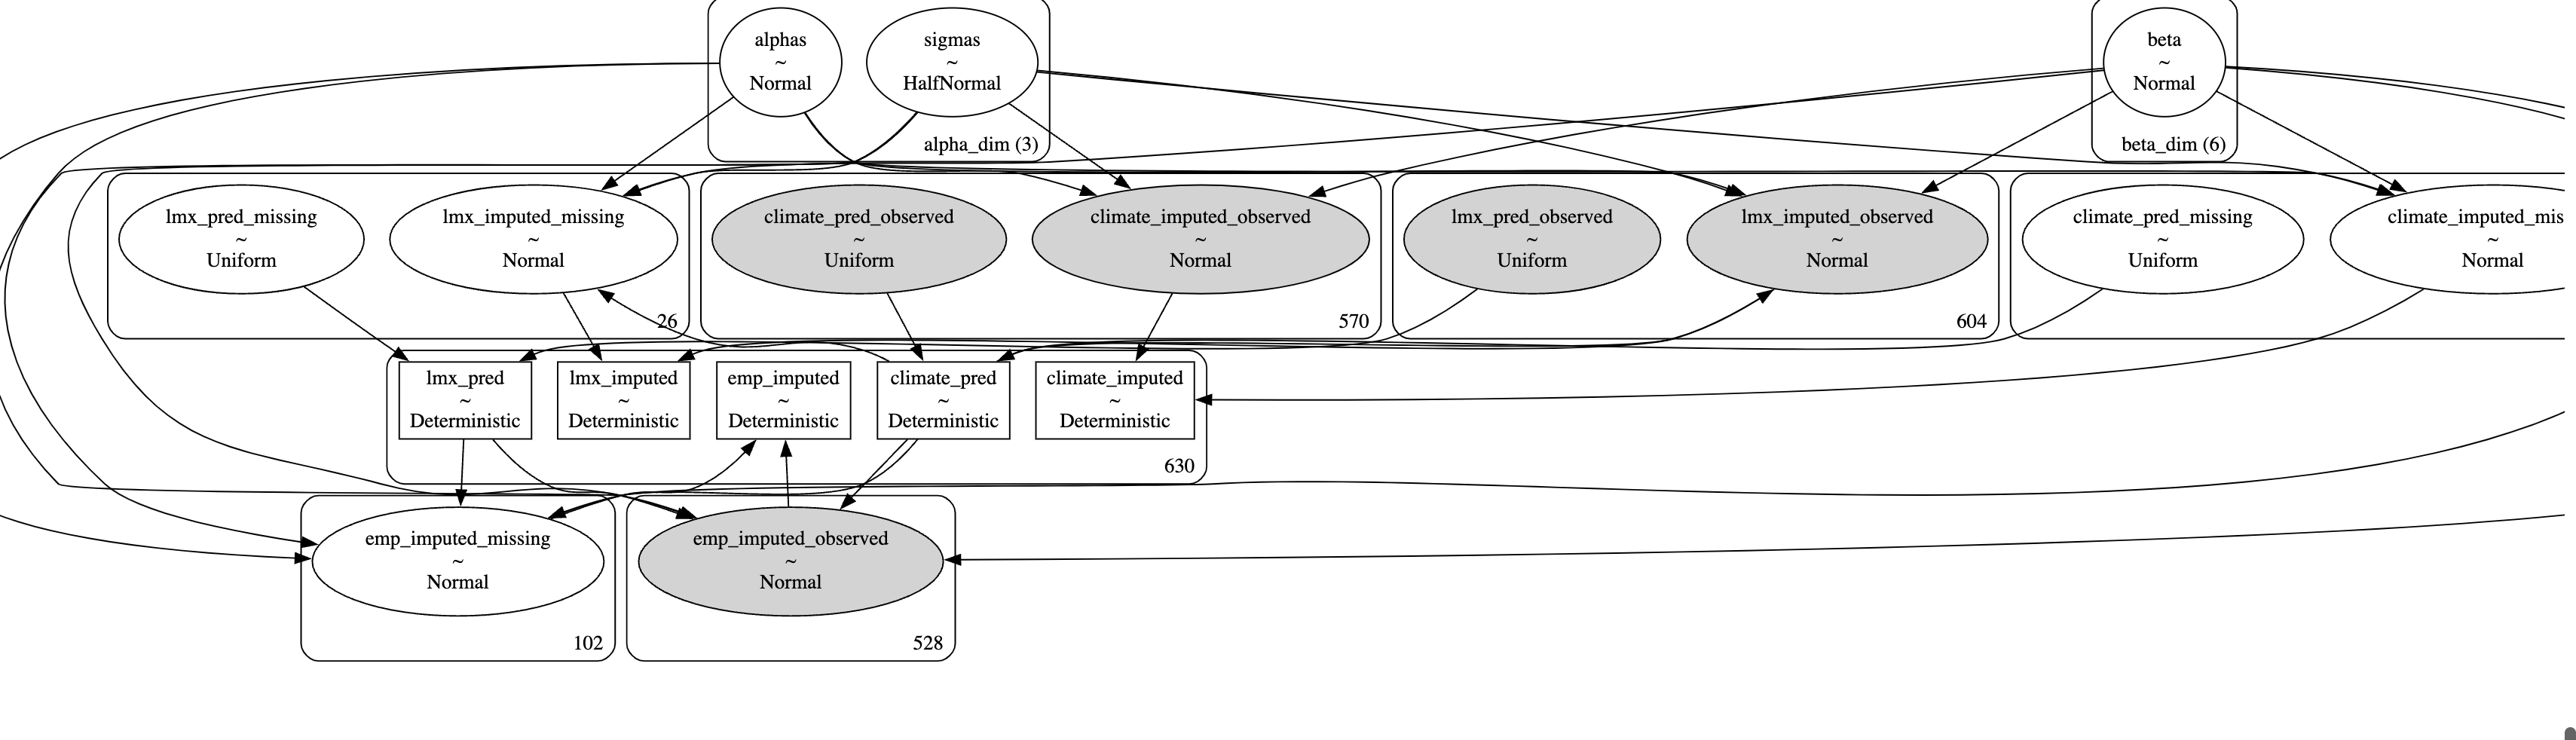 alphas
~
Normal
sigmas
~
HalfNormal
alpha_dim (3)
beta
~
Normal
beta_dim (6)
lmx_pred_missing
~
Uniform
lmx_imputed_missing
~
Normal
26
climate_pred_observed
~
Uniform
climate_imputed_observed
~
Normal
570
lmx_pred_observed
~
Uniform
lmx_imputed_observed
~
Normal
604
climate_pred_missing
~
Uniform
climate_imputed_mis
~
Normal
lmx_pred
~
Deterministic
lmx_imputed
~
Deterministic
emp_imputed
~
Deterministic
climate_pred
~
Deterministic
climate_imputed
~
Deterministic
630
emp_imputed_missing
~
Normal
102
emp_imputed_observed
~
Normal
528